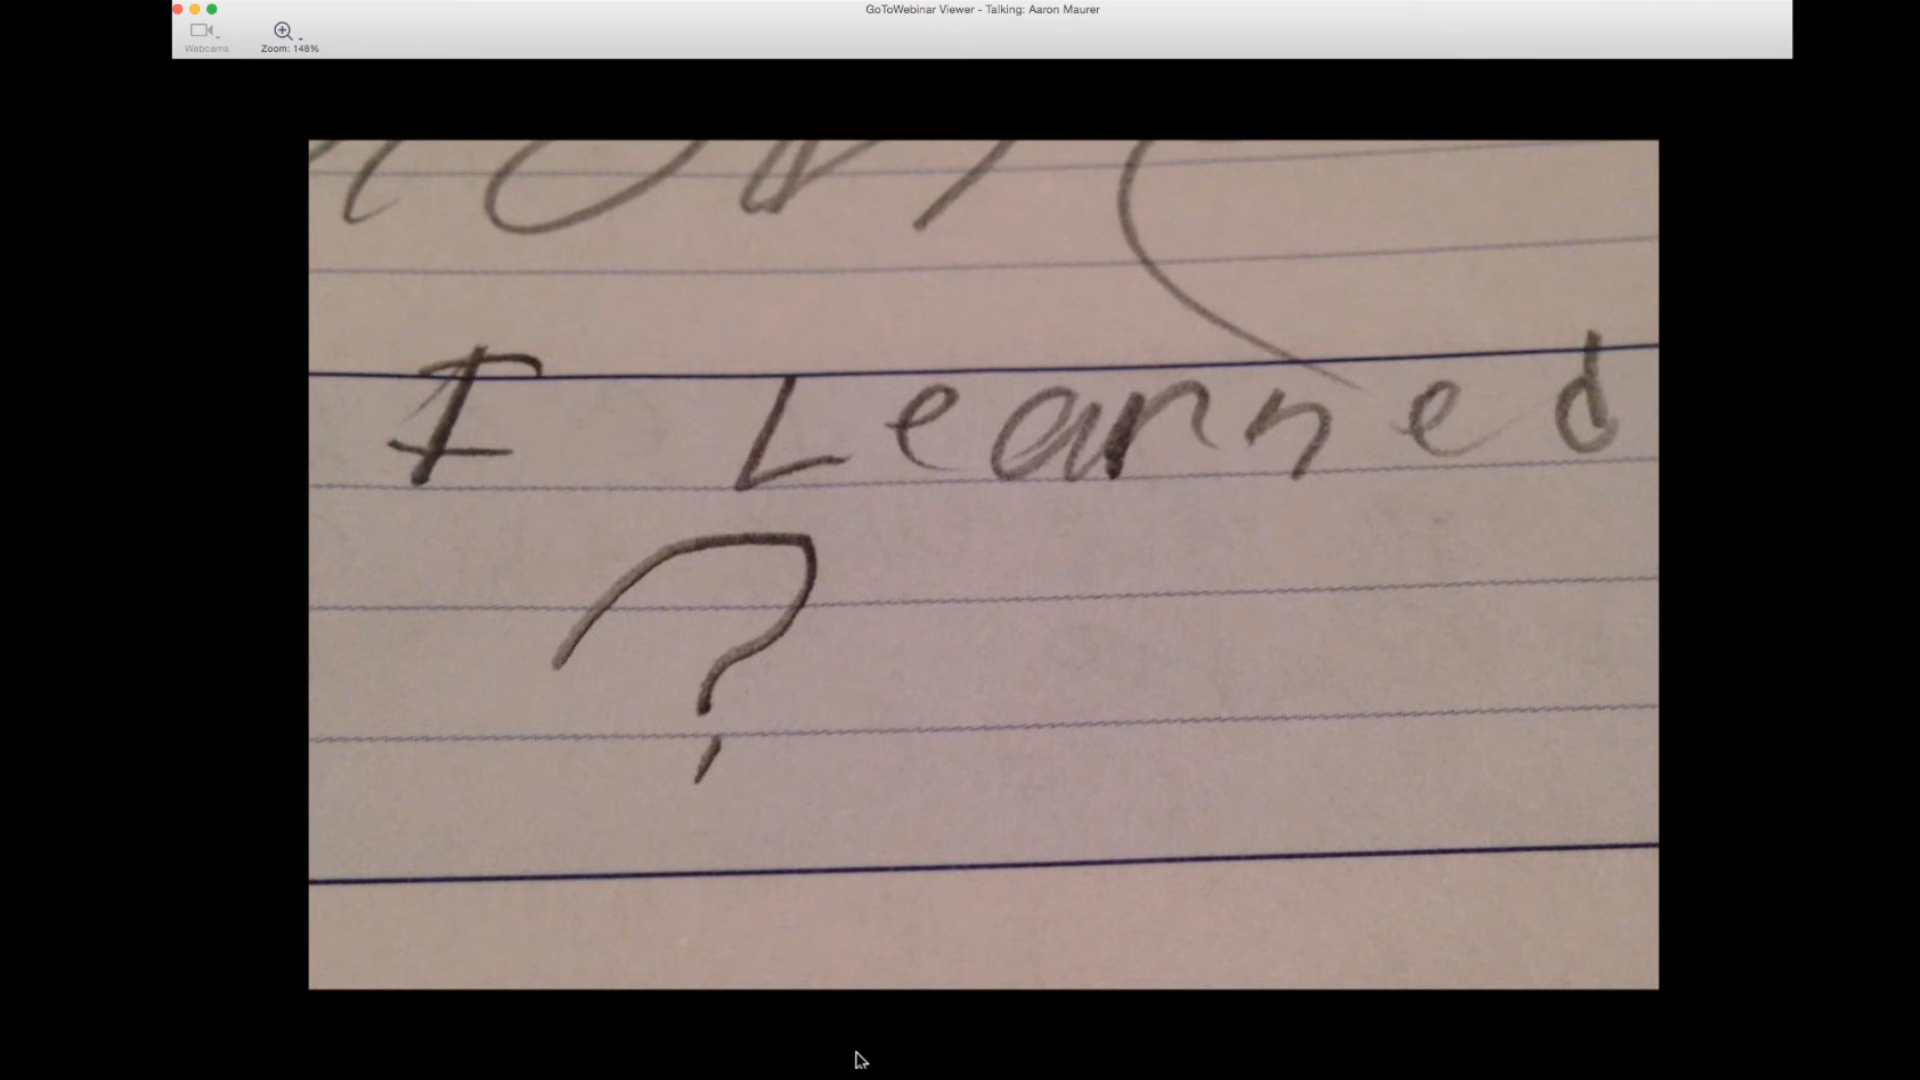 GoToWebinar Viewer - Talking: Aaron Maurer
Webcams
Zoom: 148%
I Learned
?